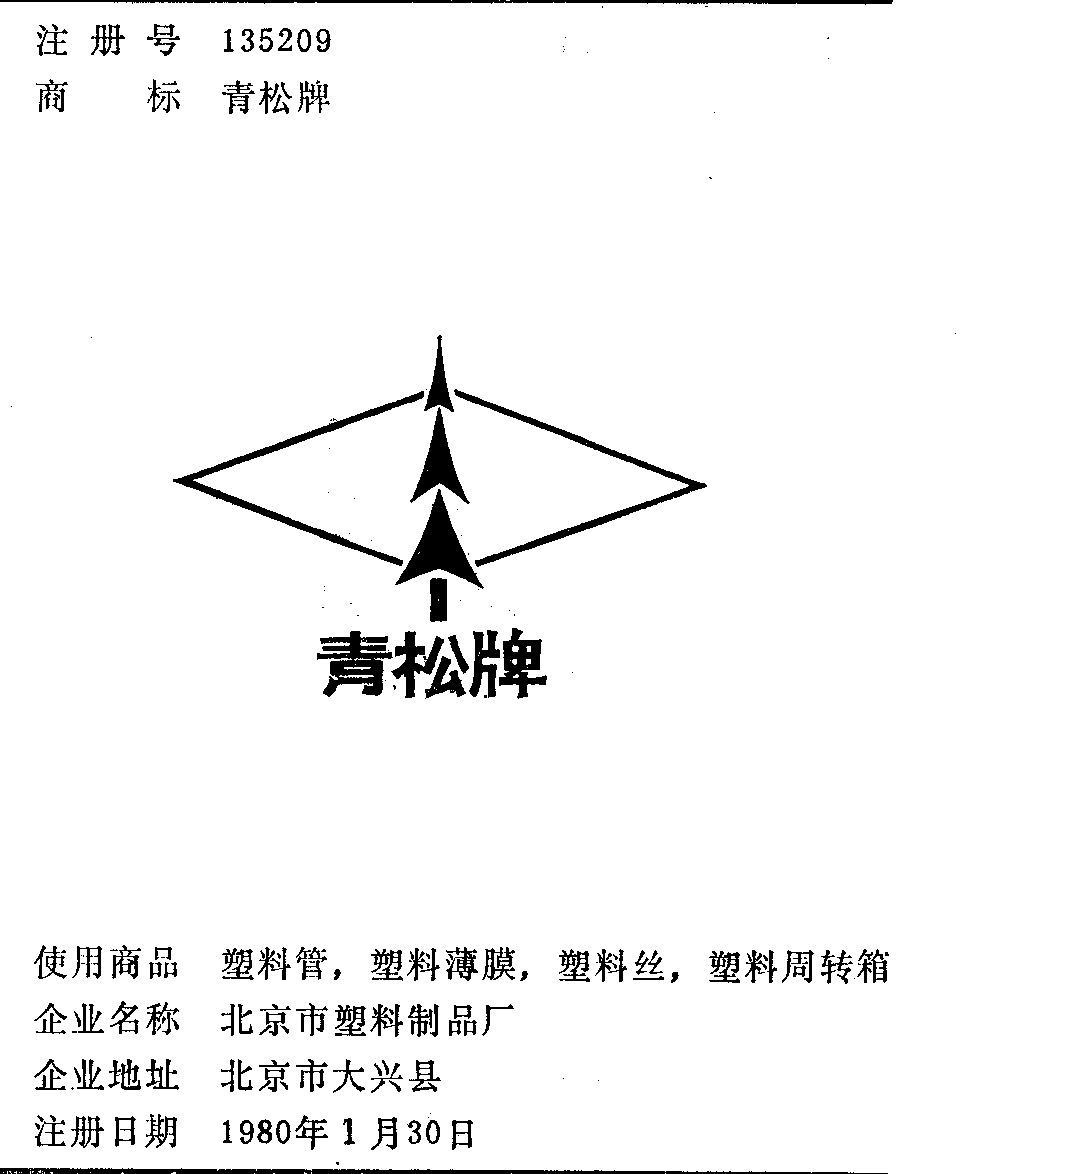 注册号 135209
商标 青松牌
青松牌
使用商品 塑料管，塑料薄膜，塑料丝，塑料周转箱
企业名称 北京市塑料制品厂
企业地址 北京市大兴县
注册日期 1980年1月30日